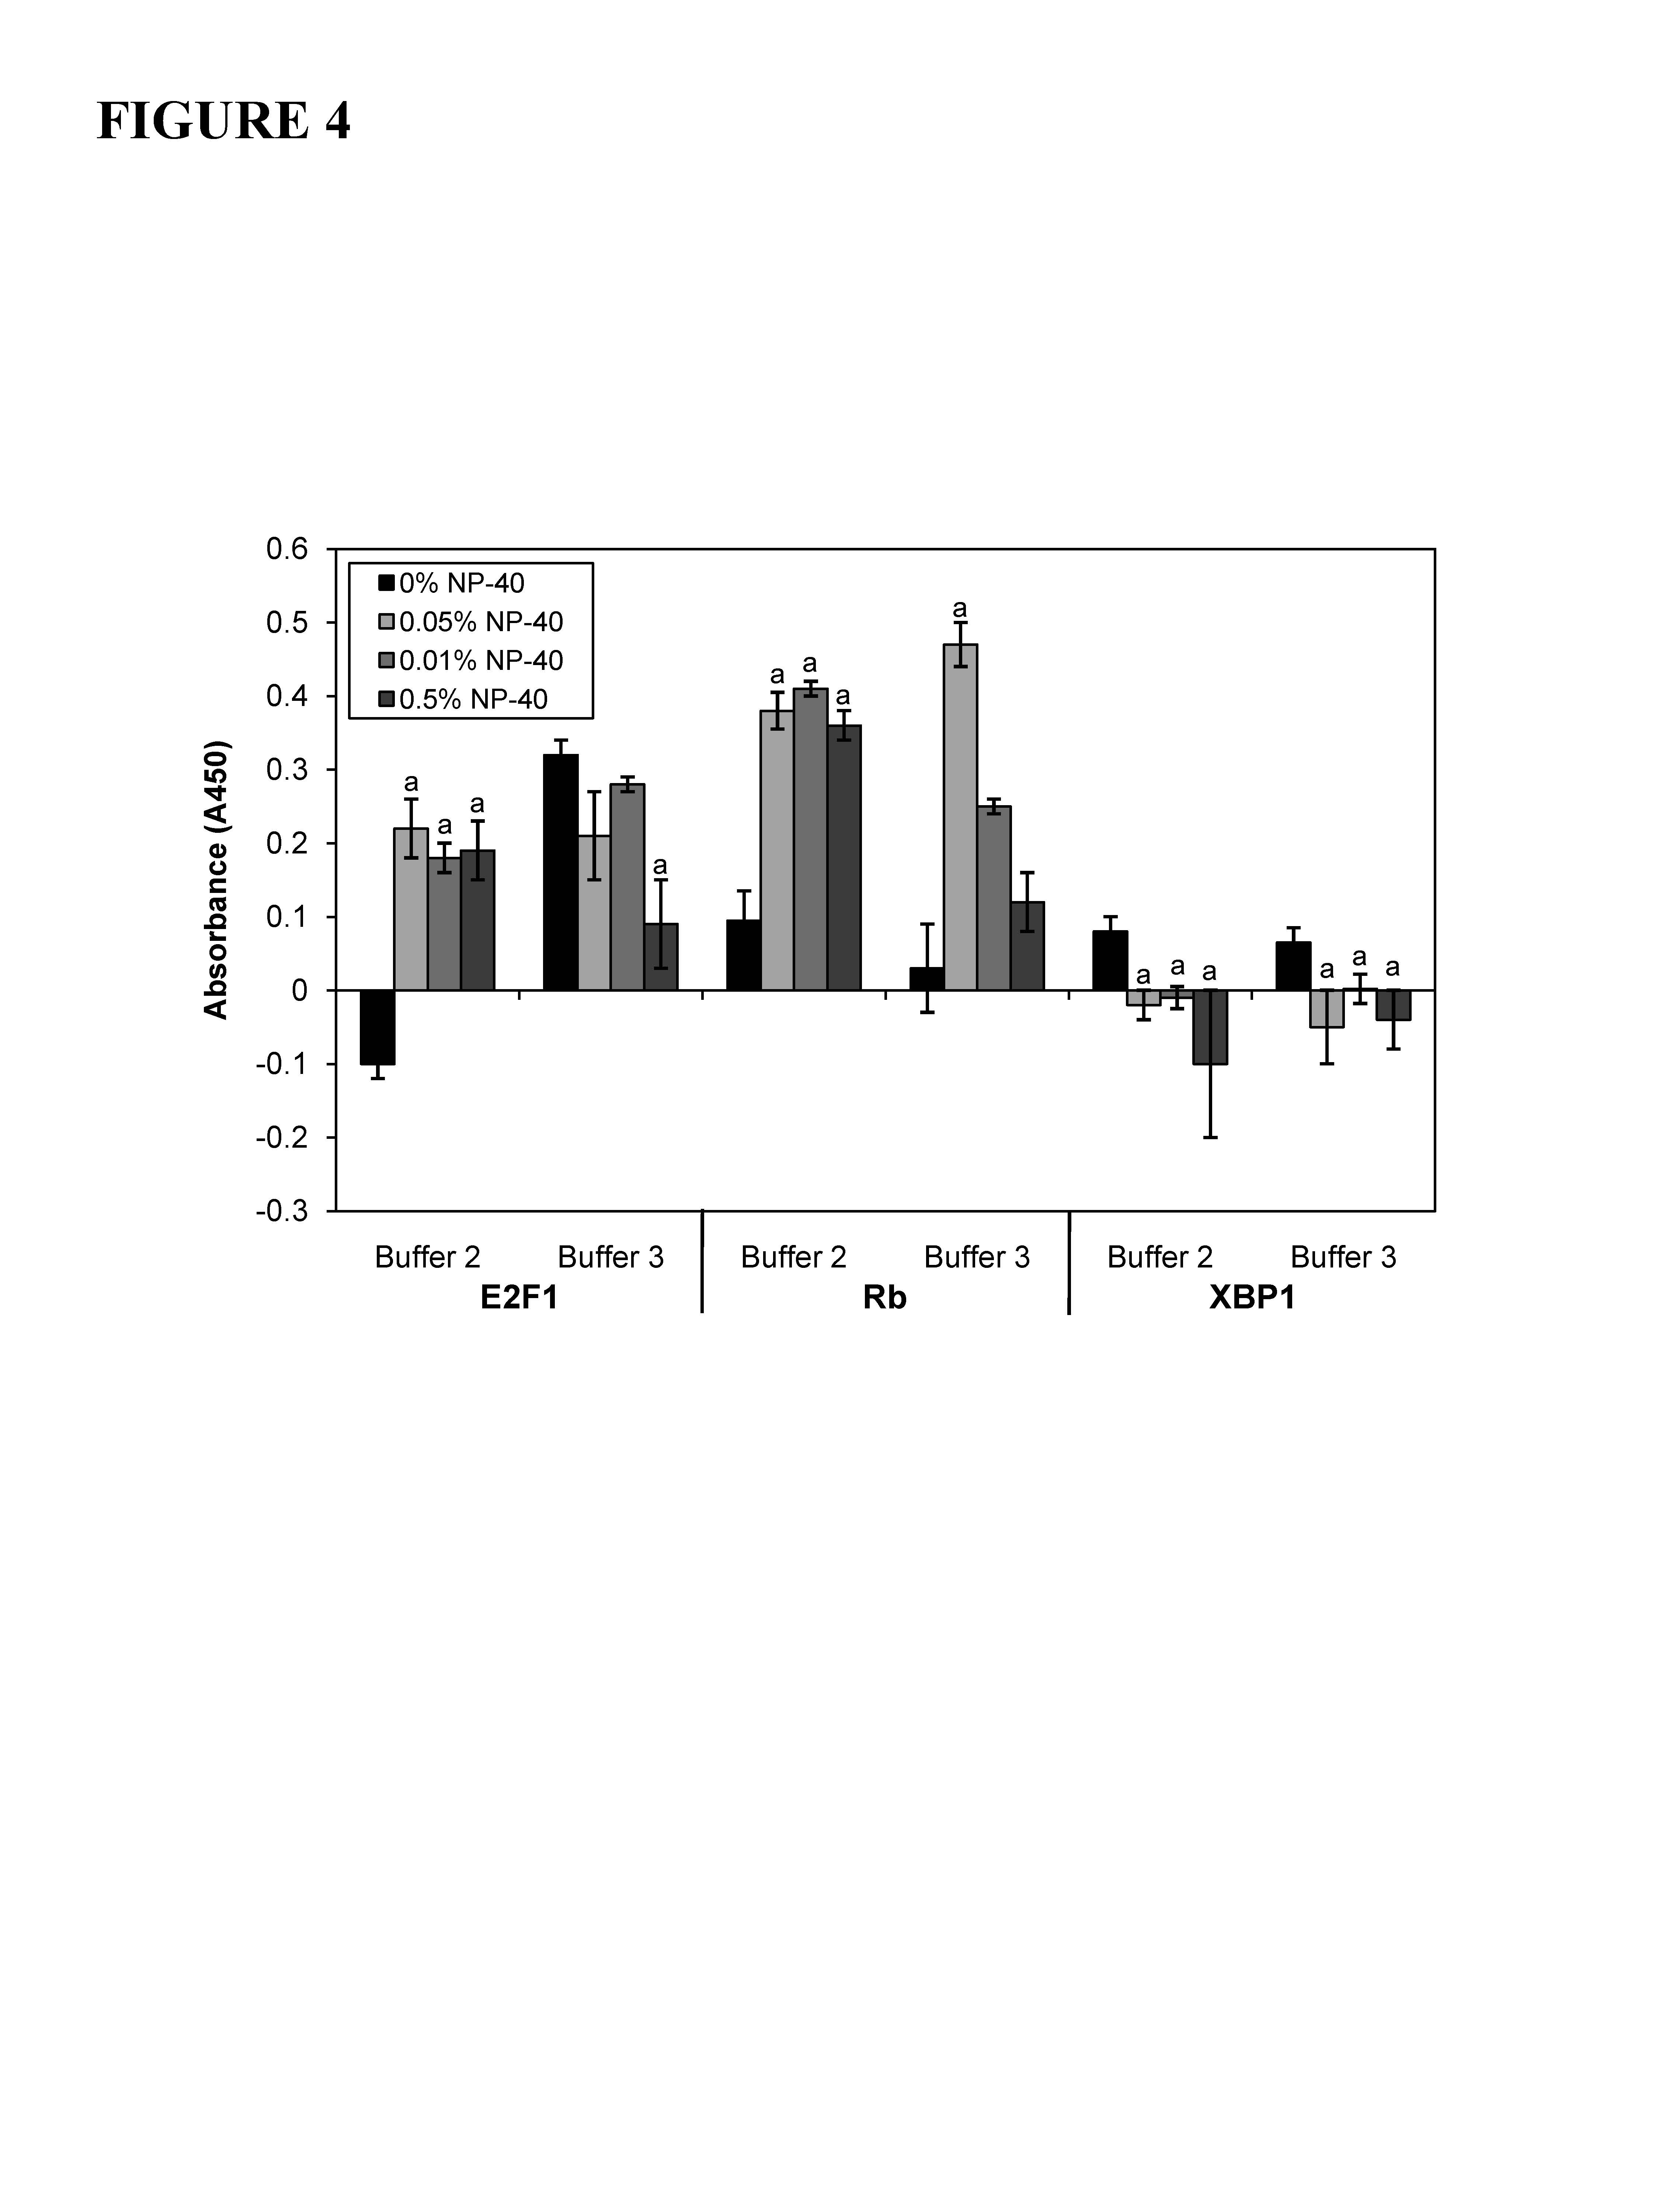 FIGURE 4
0.6
0.5
0.4
0.3
0.2
0.1
0
-0.1
-0.2
-0.3
Absorbance (A450)
0% NP-40
0.05% NP-40
0.01% NP-40
0.5% NP-40
a
a
a
a
a
a
a
a
a
a
a
a
a
a
Buffer 2 Buffer 3 Buffer 2 Buffer 3 Buffer 2 Buffer 3
E2F1 Rb XBP1